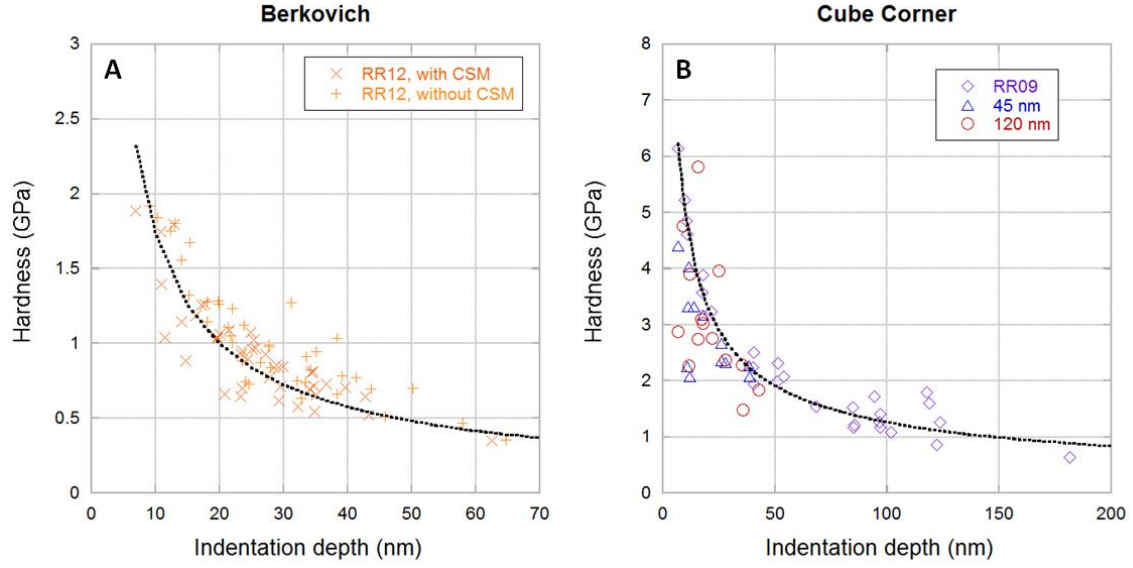 Berkovich
A
RR12, with CSM
RR12, without CSM
3
2.5
2
1.5
1
0.5
0
0 10 20 30 40 50 60 70
Hardness (GPa)
Indentation depth (nm)
Cube Corner
B
RR09
45 nm
120 nm
8
7
6
5
4
3
2
1
0
0 50 100 150 200
Hardness (GPa)
Indentation depth (nm)